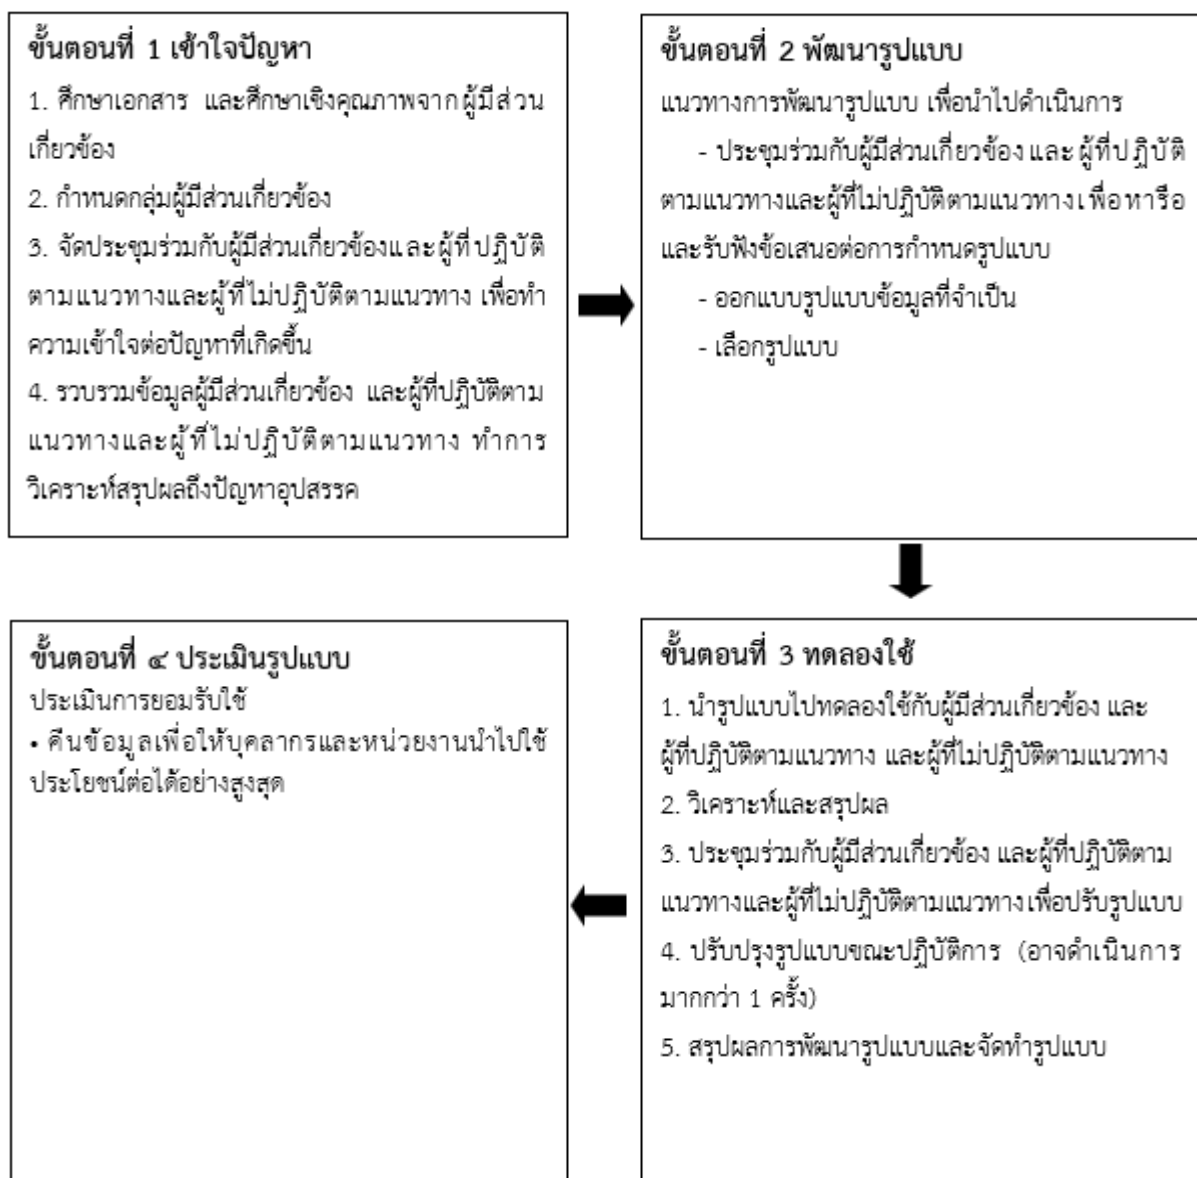 ขั้นตอนที่ 1 เข้าใจปัญหา
1. ศึกษาเอกสาร และศึกษาเชิงคุณภาพจากผู้มีส่วน
เกี่ยวข้อง
2. กำหนดกลุ่มผู้มีส่วนเกี่ยวข้อง
3. จัดประชุมร่วมกับผู้มีส่วนเกี่ยวข้องและผู้ที่ปฏิบัติ
ตามแนวทางและผู้ที่ไม่ปฏิบัติตามแนวทาง เพื่อทำ
ความเข้าใจต่อปัญหาที่เกิดขึ้น
4. รวบรวมข้อมูลผู้มีส่วนเกี่ยวข้อง และผู้ที่ปฏิบัติตาม
แนวทางและผู้ที่ไม่ปฏิบัติตามแนวทาง ทำการ
วิเคราะห์สรุปผลถึงปัญหาอุปสรรค
ขั้นตอนที่ 2 พัฒนารูปแบบ
แนวทางการพัฒนารูปแบบ เพื่อนำไปดำเนินการ
- ประชุมร่วมกับผู้มีส่วนเกี่ยวข้อง และ ผู้ที่ปฏิบัติ
ตามแนวทางและผู้ที่ไม่ปฏิบัติตามแนวทางเพื่อหารือ
และรับฟังข้อเสนอต่อการกำหนดรูปแบบ
- ออกแบบรูปแบบข้อมูลที่จำเป็น
- เลือกรูปแบบ
ขั้นตอนที่ 3 ทดลองใช้
1. นำรูปแบบไปทดลองใช้กับผู้มีส่วนเกี่ยวข้อง และ
ผู้ที่ปฏิบัติตามแนวทาง และผู้ที่ไม่ปฏิบัติตามแนวทาง
2. วิเคราะห์และสรุปผล
3. ประชุมร่วมกับผู้มีส่วนเกี่ยวข้อง และผู้ที่ปฏิบัติตาม
แนวทางและผู้ที่ไม่ปฏิบัติตามแนวทางเพื่อปรับรูปแบบ
4. ปรับปรุงรูปแบบขณะปฏิบัติการ (อาจดำเนินการ
มากกว่า 1 ครั้ง)
5. สรุปผลการพัฒนารูปแบบและจัดทำรูปแบบ
ขั้นตอนที่ ๔ ประเมินรูปแบบ
ประเมินการยอมรับใช้
• คืนข้อมูลเพื่อให้บุคลากรและหน่วยงานนำไปใช้
ประโยชน์ต่อได้อย่างสูงสุด